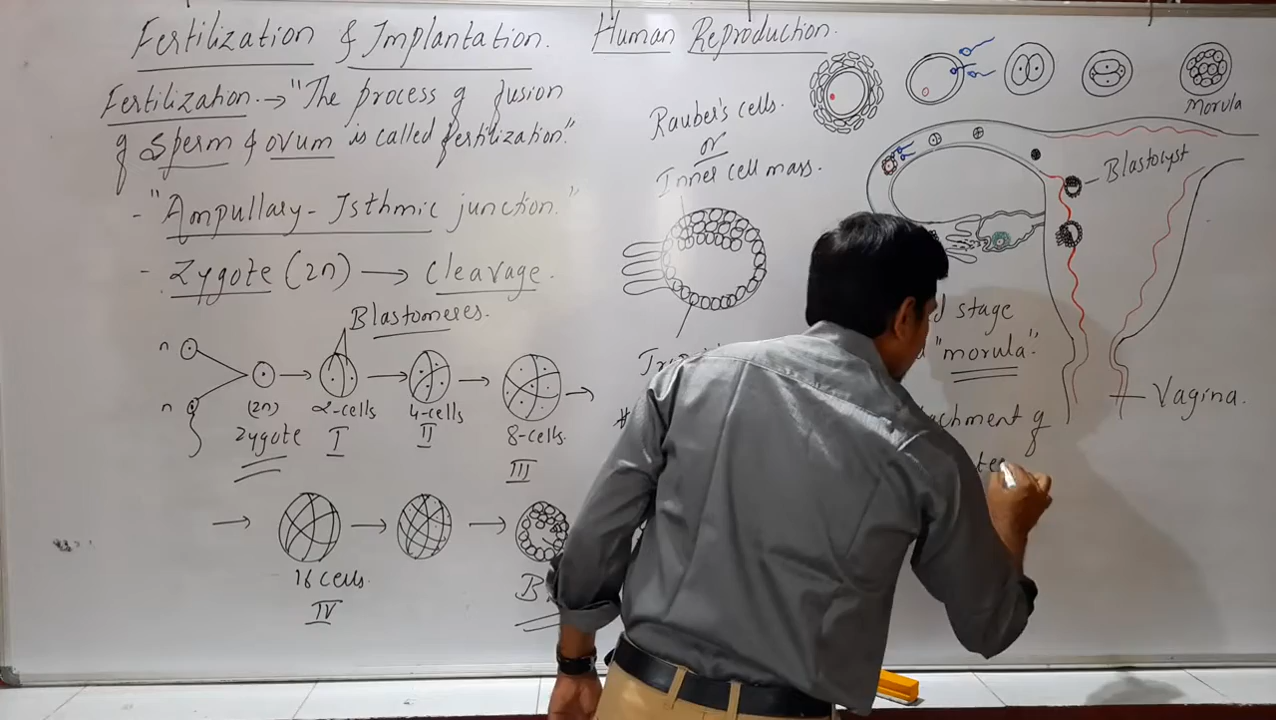 Fertilization & Implantation. Human Reproduction.
Fertilization. → "The process of fusion
of sperm & ovum is called fertilization."
- "Ampullary - Isthmic junction."
- Zygote (2n) → Cleavage.
Blastomeres.
n
n
(2n)
zygote
2-cells
I
4-cells
II
8-cells.
III
16 cells.
IV
B
Rauber's cells.
or
Inner cell mass.
Tr
#
Morula
Blastocyst
stage
"morula".
Vagina.